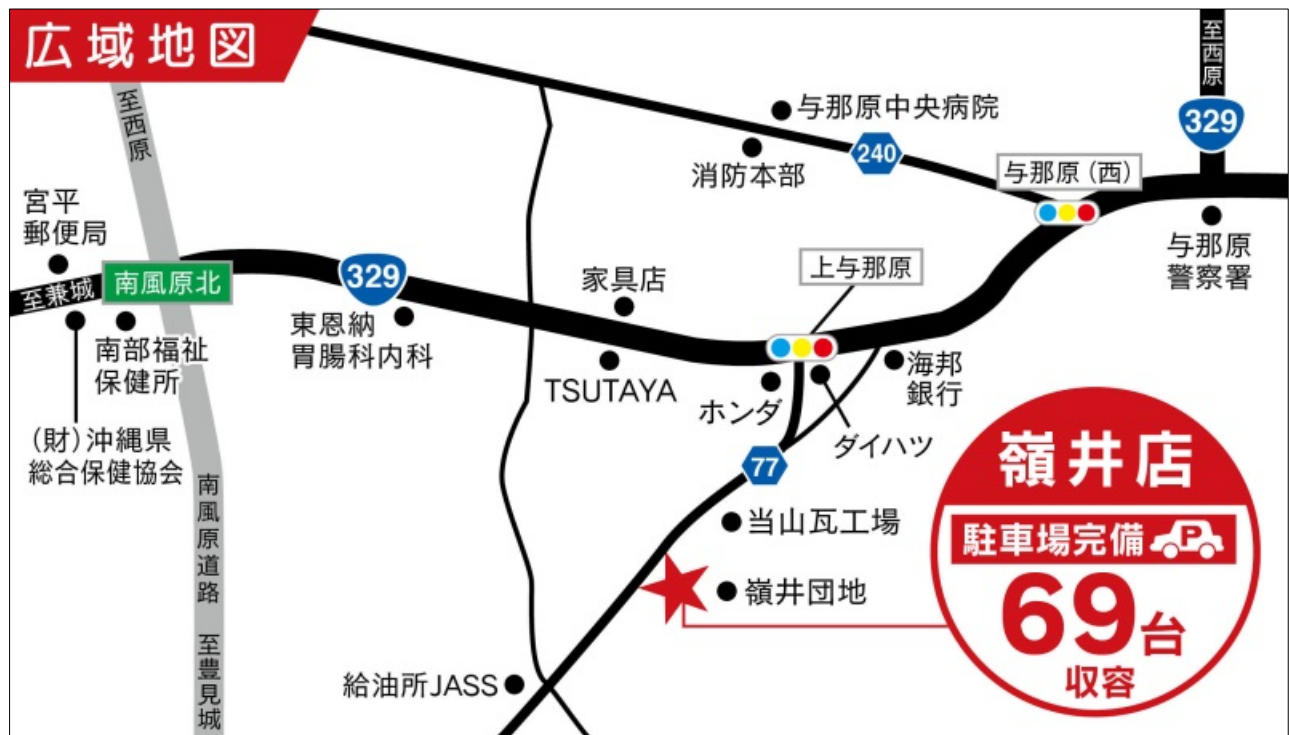 広域地図
至西原
至西原
329
与那原中央病院
240
消防本部
与那原（西）
宮平
郵便局
与那原
警察署
上与那原
南風原北
329
家具店
至兼城
東恩納
胃腸科内科
南部福祉
保健所
TSUTAYA
ホンダ
海邦
銀行
ダイハツ
（財）沖縄県
総合保健協会
77
嶺井店
南風原道路
当山瓦工場
駐車場完備
P
嶺井団地
69台
収容
至豊見城
給油所JASS